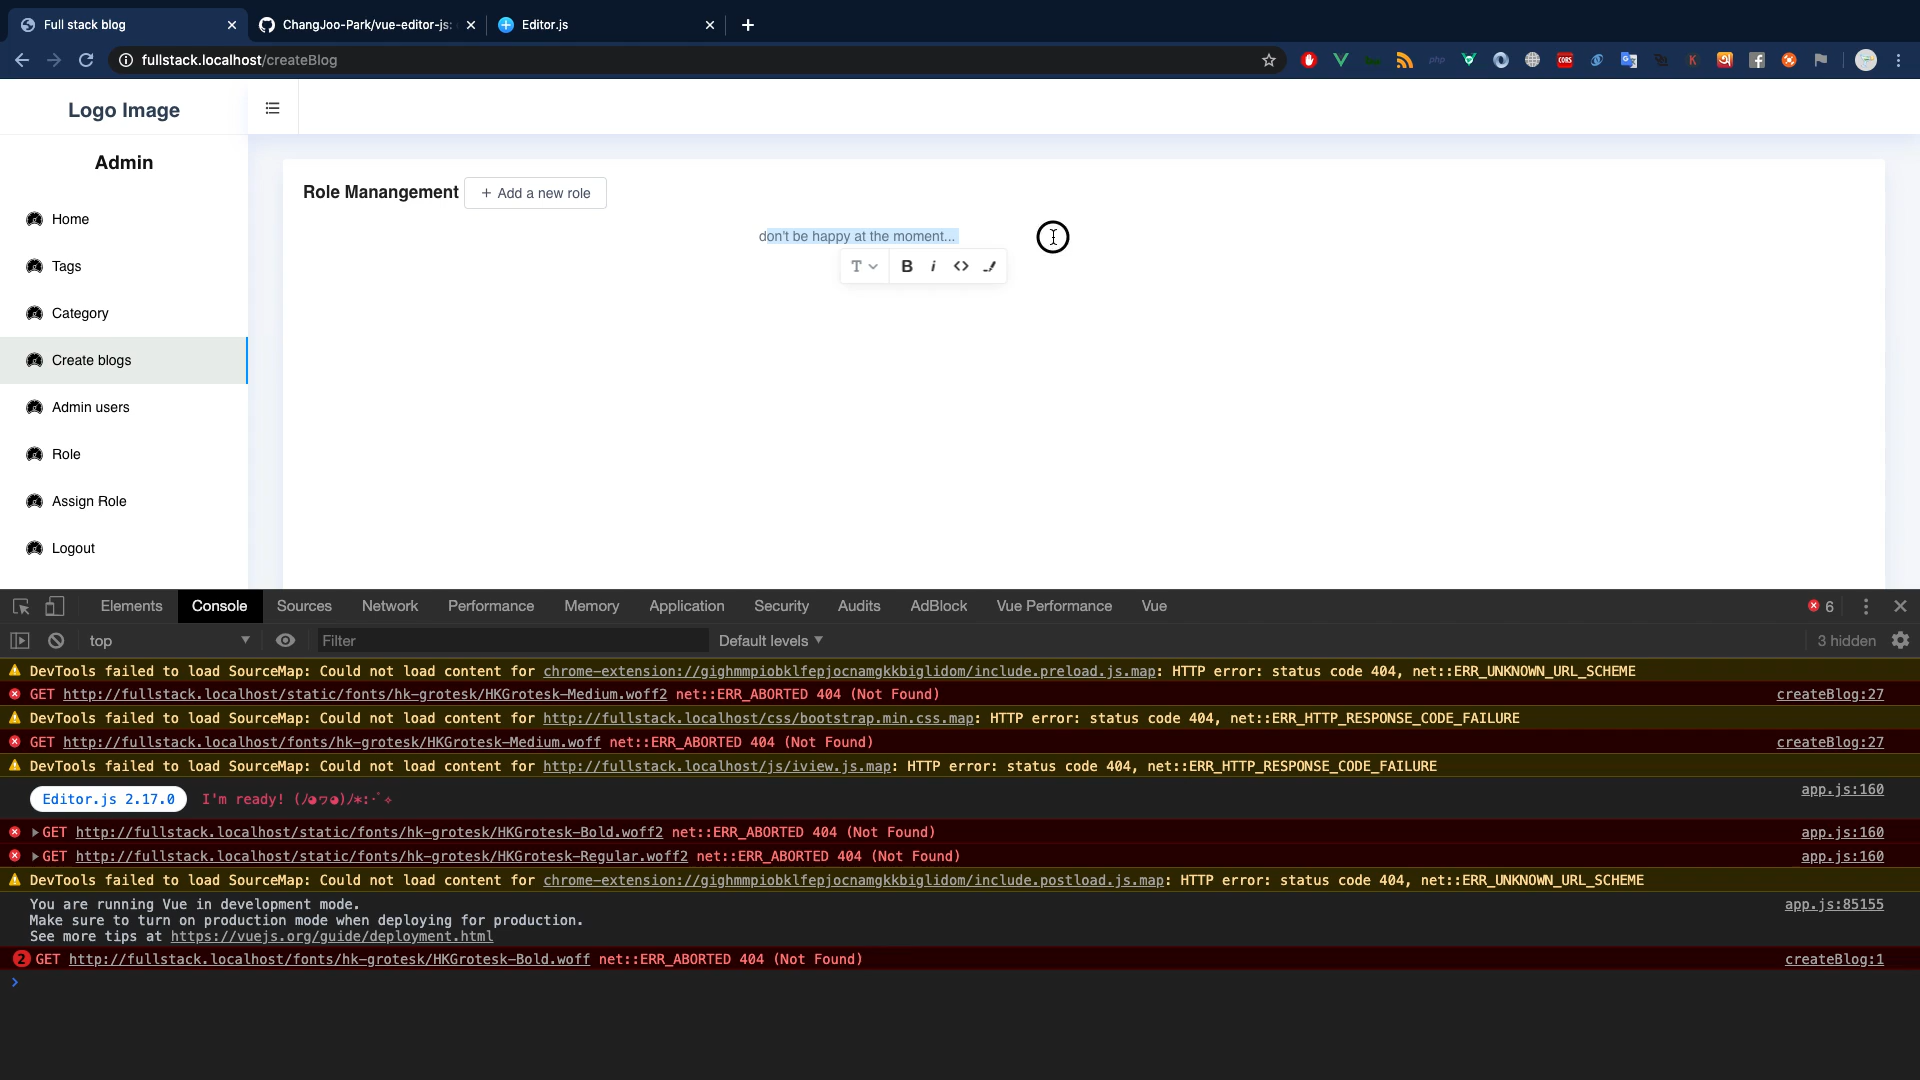 Full stack blog
ChangJoo-Park/vue-editor-js:
Editor.js
fullstack.localhost/createBlog
Logo Image
Admin
Home
Tags
Category
Create blogs
Admin users
Role
Assign Role
Logout
Role Manangement
+ Add a new role
don't be happy at the moment...
T B i <>
Elements Console Sources Network Performance Memory Application Security Audits AdBlock Vue Performance Vue 6
top Filter Default levels 3 hidden
DevTools failed to load SourceMap: Could not load content for chrome-extension://gighmmpiobklfepjocnamgkkbiglidom/include.preload.js.map: HTTP error: status code 404, net::ERR_UNKNOWN_URL_SCHEME
GET http://fullstack.localhost/static/fonts/hk-grotesk/HKGrotesk-Medium.woff2 net::ERR_ABORTED 404 (Not Found) createBlog:27
DevTools failed to load SourceMap: Could not load content for http://fullstack.localhost/css/bootstrap.min.css.map: HTTP error: status code 404, net::ERR_HTTP_RESPONSE_CODE_FAILURE
GET http://fullstack.localhost/fonts/hk-grotesk/HKGrotesk-Medium.woff net::ERR_ABORTED 404 (Not Found) createBlog:27
DevTools failed to load SourceMap: Could not load content for http://fullstack.localhost/js/iview.js.map: HTTP error: status code 404, net::ERR_HTTP_RESPONSE_CODE_FAILURE
Editor.js 2.17.0 I'm ready! (ﾉ◕ヮ◕)ﾉ*:・ﾟ✧ app.js:160
GET http://fullstack.localhost/static/fonts/hk-grotesk/HKGrotesk-Bold.woff2 net::ERR_ABORTED 404 (Not Found) app.js:160
GET http://fullstack.localhost/static/fonts/hk-grotesk/HKGrotesk-Regular.woff2 net::ERR_ABORTED 404 (Not Found) app.js:160
DevTools failed to load SourceMap: Could not load content for chrome-extension://gighmmpiobklfepjocnamgkkbiglidom/include.postload.js.map: HTTP error: status code 404, net::ERR_UNKNOWN_URL_SCHEME
You are running Vue in development mode. app.js:85155
Make sure to turn on production mode when deploying for production.
See more tips at https://vuejs.org/guide/deployment.html
2 GET http://fullstack.localhost/fonts/hk-grotesk/HKGrotesk-Bold.woff net::ERR_ABORTED 404 (Not Found) createBlog:1